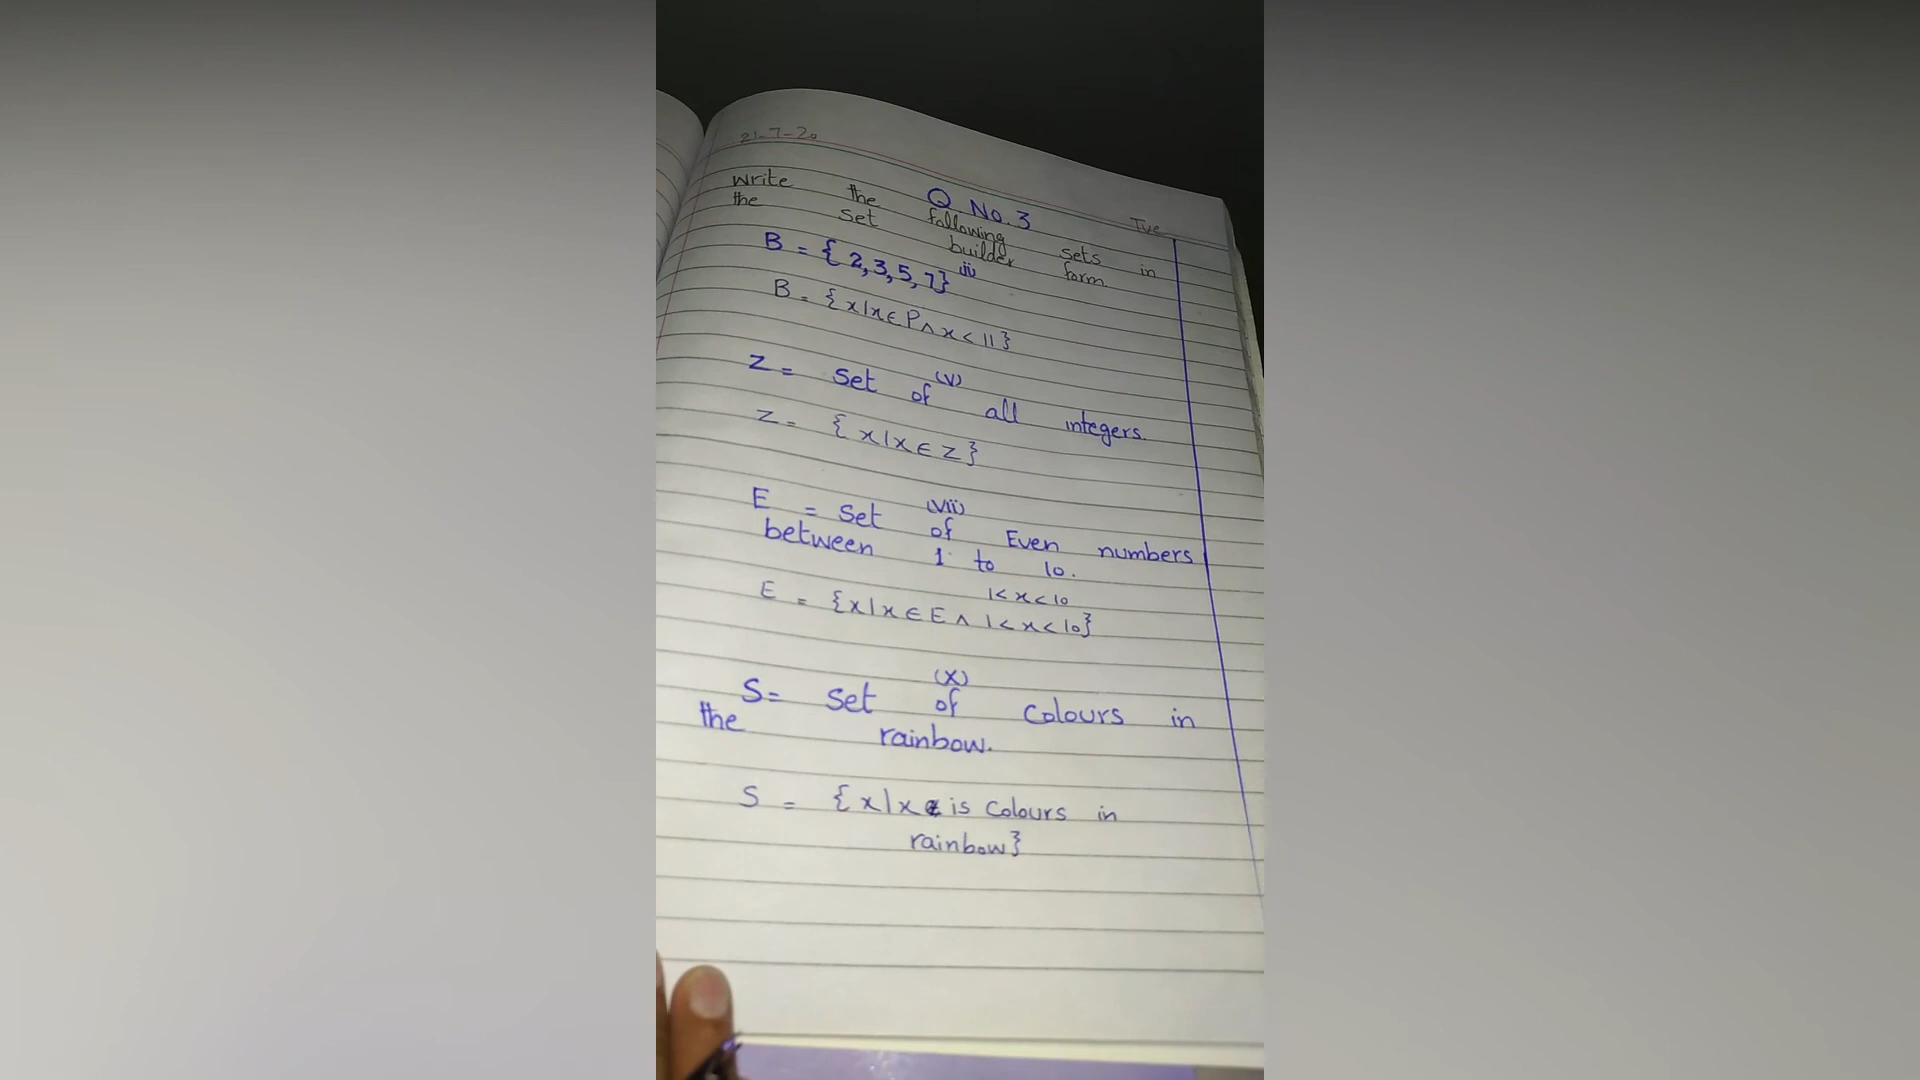 21-7-20
Tue
Q No. 3
Write the following sets in
the set builder form.
ii
B = {2,3,5,7}
B = {x|x∈P∧x<11}
(V)
Z = Set of all integers.
Z = {x|x∈Z}
(Vii)
E = Set of Even numbers
between 1 to 10.
1<x<10
E = {x|x∈E∧1<x<10}
(X)
S = Set of Colours in
the rainbow.
S = {x|x is Colours in
rainbow}